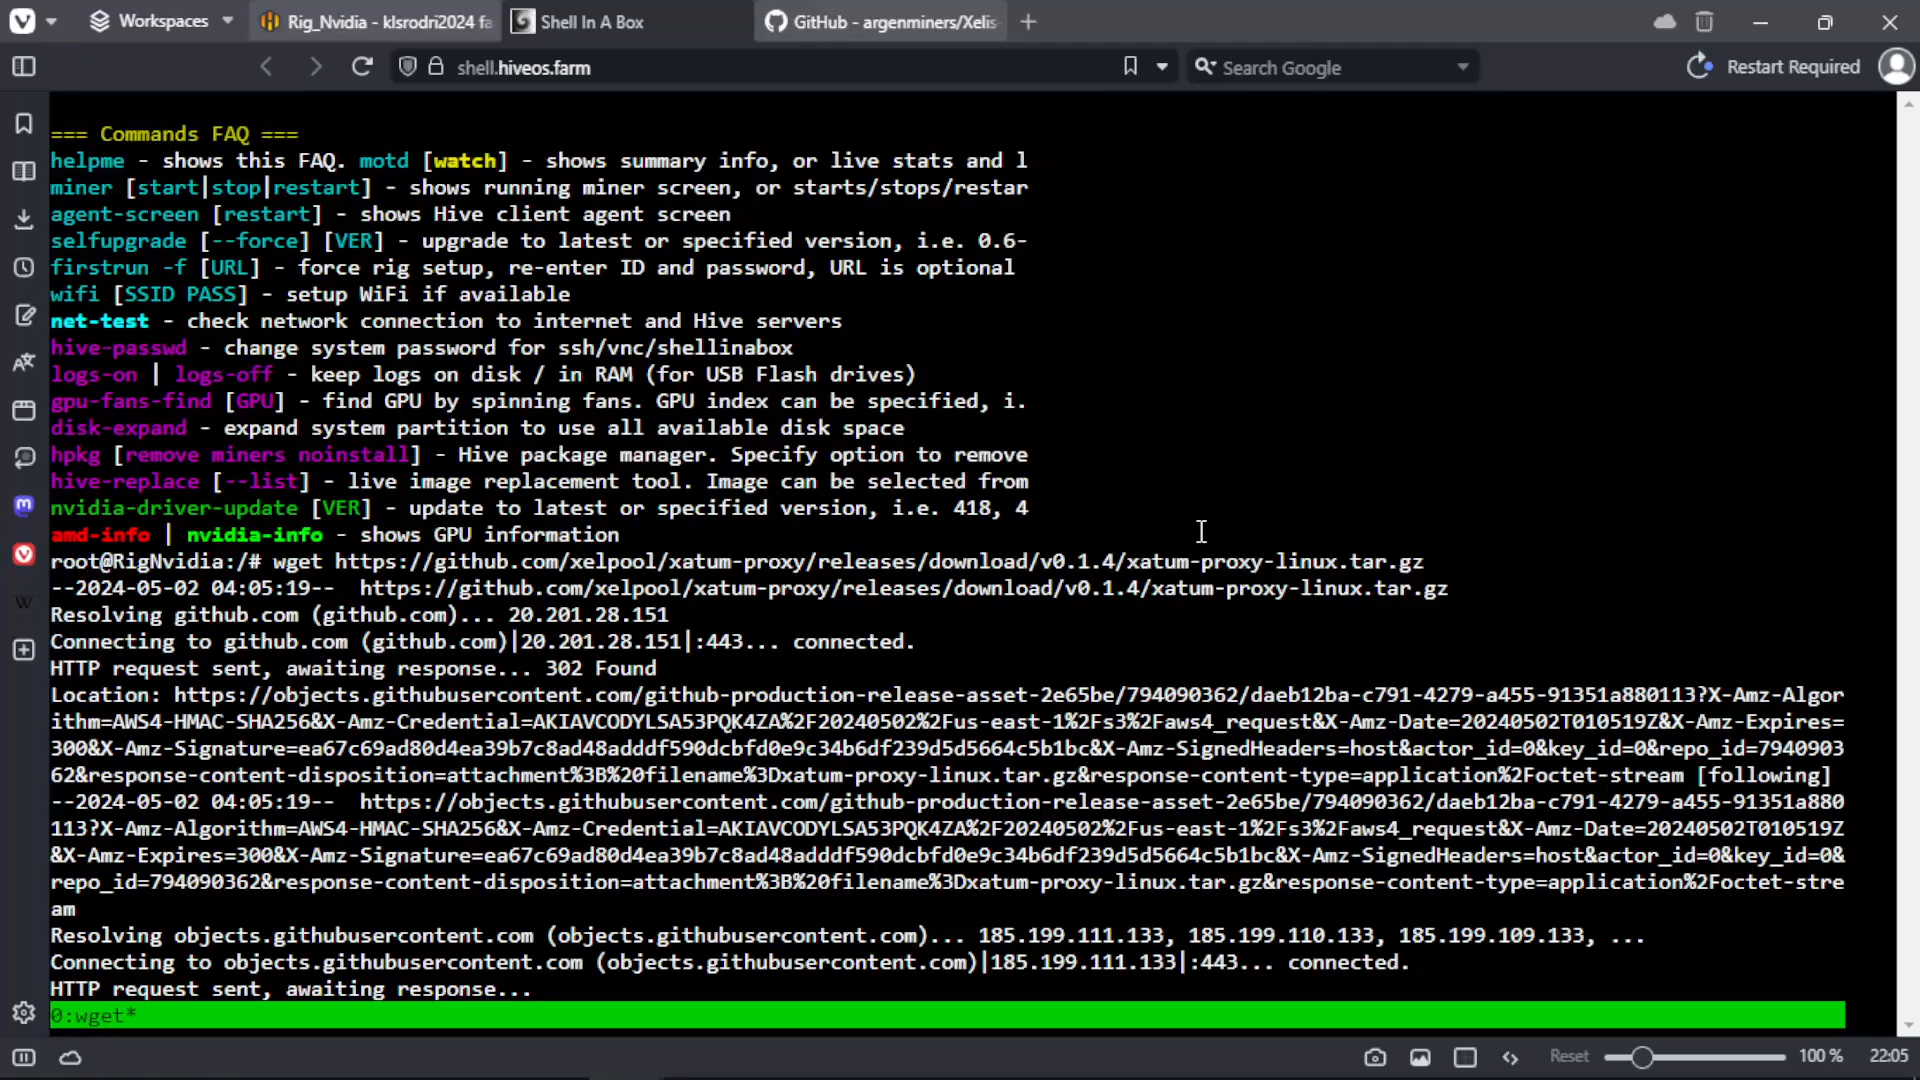 Workspaces
Rig_Nvidia - klsrodri2024 fa
Shell In A Box
GitHub - argenminers/Xelis-
shell.hiveos.farm
Search Google
Restart Required
=== Commands FAQ ===
helpme - shows this FAQ. motd [watch] - shows summary info, or live stats and l
miner [start|stop|restart] - shows running miner screen, or starts/stops/restar
agent-screen [restart] - shows Hive client agent screen
selfupgrade [--force] [VER] - upgrade to latest or specified version, i.e. 0.6-
firstrun -f [URL] - force rig setup, re-enter ID and password, URL is optional
wifi [SSID PASS] - setup WiFi if available
net-test - check network connection to internet and Hive servers
hive-passwd - change system password for ssh/vnc/shellinabox
logs-on | logs-off - keep logs on disk / in RAM (for USB Flash drives)
gpu-fans-find [GPU] - find GPU by spinning fans. GPU index can be specified, i.
disk-expand - expand system partition to use all available disk space
hpkg [remove miners noinstall] - Hive package manager. Specify option to remove
hive-replace [--list] - live image replacement tool. Image can be selected from
nvidia-driver-update [VER] - update to latest or specified version, i.e. 418, 4
amd-info | nvidia-info - shows GPU information
root@RigNvidia:/# wget https://github.com/xelpool/xatum-proxy/releases/download/v0.1.4/xatum-proxy-linux.tar.gz
--2024-05-02 04:05:19--  https://github.com/xelpool/xatum-proxy/releases/download/v0.1.4/xatum-proxy-linux.tar.gz
Resolving github.com (github.com)... 20.201.28.151
Connecting to github.com (github.com)|20.201.28.151|:443... connected.
HTTP request sent, awaiting response... 302 Found
Location: https://objects.githubusercontent.com/github-production-release-asset-2e65be/794090362/daeb12ba-c791-4279-a455-91351a880113?X-Amz-Algor
ithm=AWS4-HMAC-SHA256&X-Amz-Credential=AKIAVCODYLSA53PQK4ZA%2F20240502%2Fus-east-1%2Fs3%2Faws4_request&X-Amz-Date=20240502T010519Z&X-Amz-Expires=
300&X-Amz-Signature=ea67c69ad80d4ea39b7c8ad48adddf590dcbfd0e9c34b6df239d5d5664c5b1bc&X-Amz-SignedHeaders=host&actor_id=0&key_id=0&repo_id=7940903
62&response-content-disposition=attachment%3B%20filename%3Dxatum-proxy-linux.tar.gz&response-content-type=application%2Foctet-stream [following]
--2024-05-02 04:05:19--  https://objects.githubusercontent.com/github-production-release-asset-2e65be/794090362/daeb12ba-c791-4279-a455-91351a880
113?X-Amz-Algorithm=AWS4-HMAC-SHA256&X-Amz-Credential=AKIAVCODYLSA53PQK4ZA%2F20240502%2Fus-east-1%2Fs3%2Faws4_request&X-Amz-Date=20240502T010519Z
&X-Amz-Expires=300&X-Amz-Signature=ea67c69ad80d4ea39b7c8ad48adddf590dcbfd0e9c34b6df239d5d5664c5b1bc&X-Amz-SignedHeaders=host&actor_id=0&key_id=0&
repo_id=794090362&response-content-disposition=attachment%3B%20filename%3Dxatum-proxy-linux.tar.gz&response-content-type=application%2Foctet-stre
am
Resolving objects.githubusercontent.com (objects.githubusercontent.com)... 185.199.111.133, 185.199.110.133, 185.199.109.133, ...
Connecting to objects.githubusercontent.com (objects.githubusercontent.com)|185.199.111.133|:443... connected.
HTTP request sent, awaiting response...
0:wget*
Reset
100 %
22:05